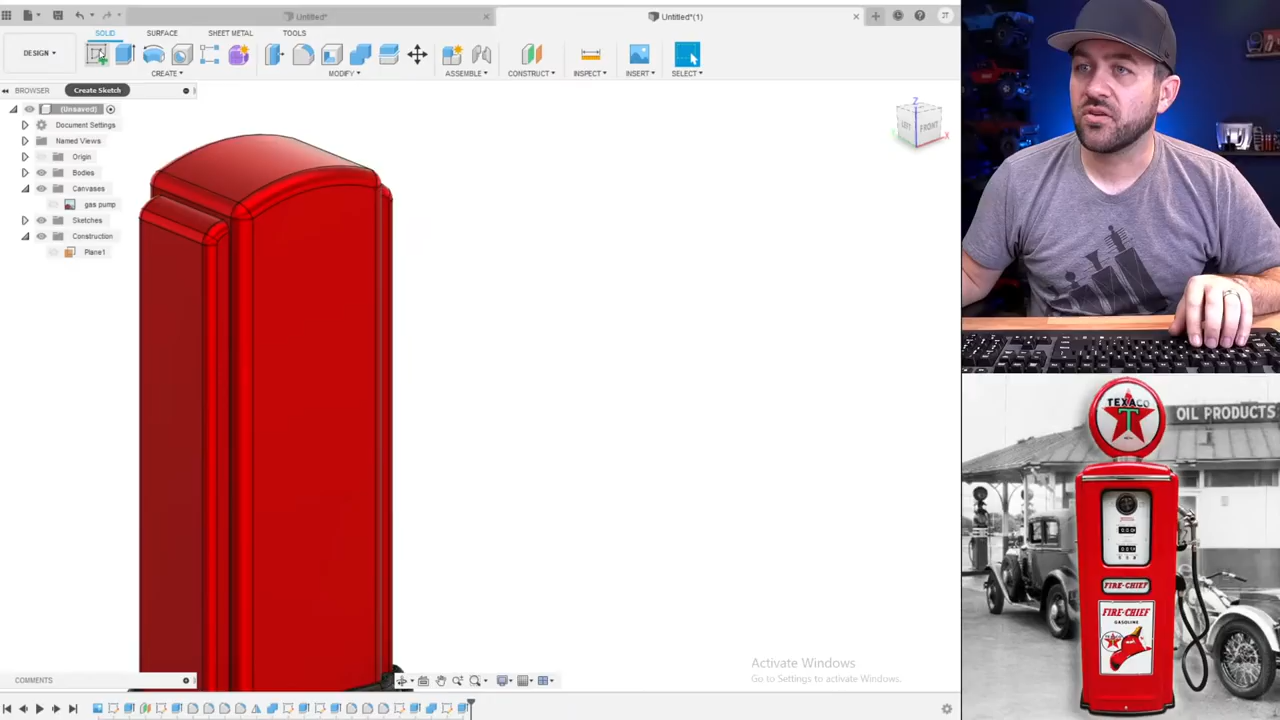 Untitled*
Untitled*(1)
JT
DESIGN
SOLID
SURFACE
SHEET METAL
TOOLS
CREATE
MODIFY
ASSEMBLE
CONSTRUCT
INSPECT
INSERT
SELECT
BROWSER
Create Sketch
(Unsaved)
Document Settings
Named Views
Origin
Bodies
Canvases
gas pump
Sketches
Construction
Plane1
Z
LEFT
FRONT
X
COMMENTS
Activate Windows
Go to Settings to activate Windows.
TEXACO
T
OIL PRODUCTS
FIRE-CHIEF
FIRE-CHIEF
GASOLINE